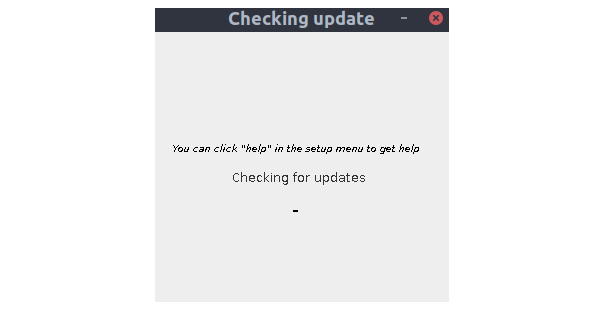 Checking update
You can click "help" in the setup menu to get help
Checking for updates
-